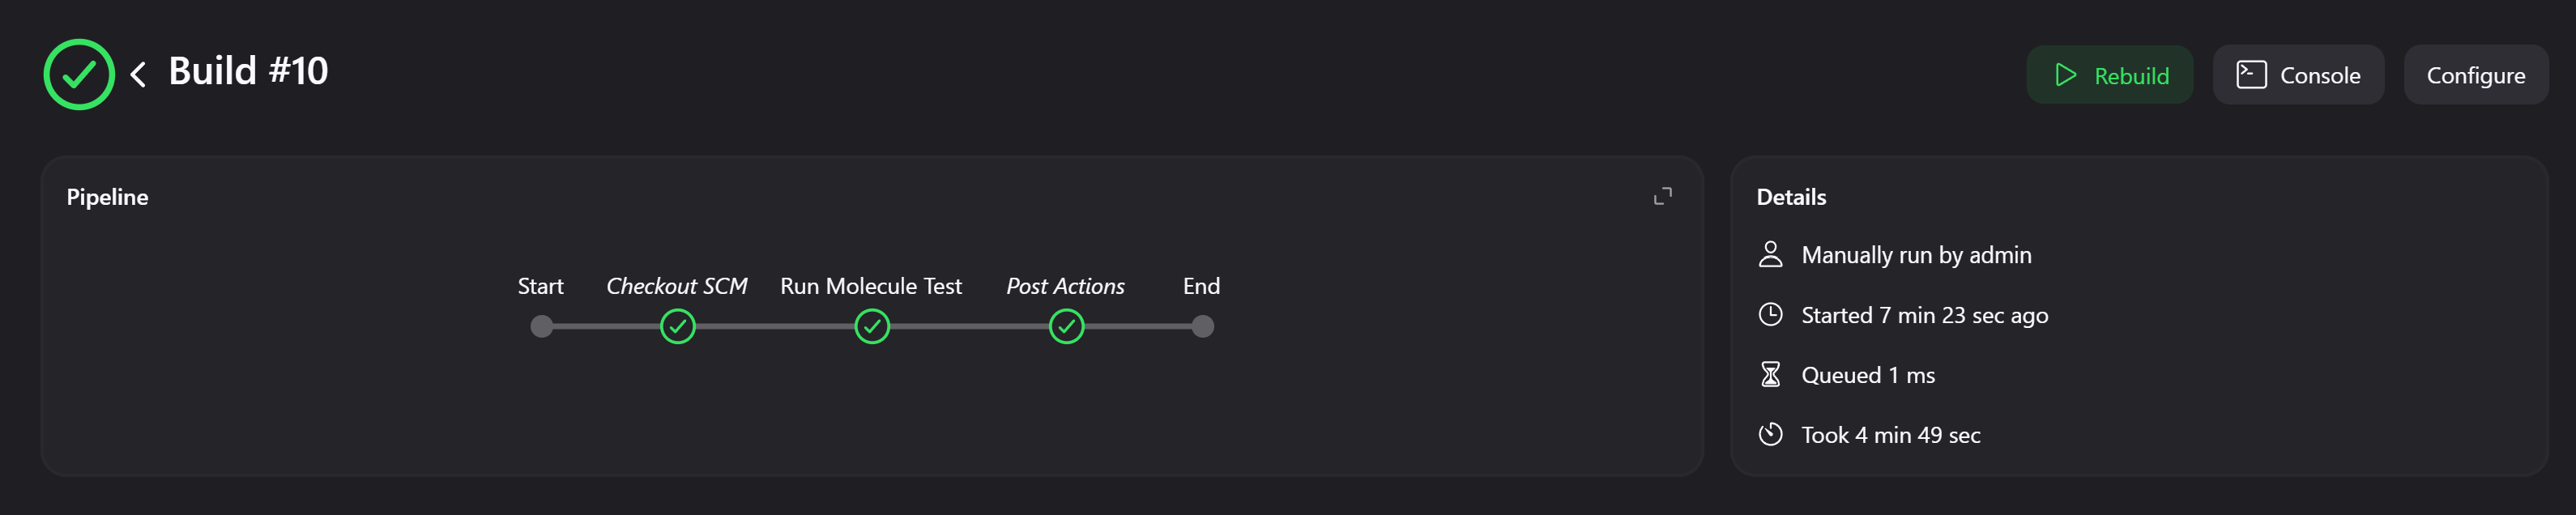 Build #10
Rebuild
Console
Configure
Pipeline
Start
Checkout SCM
Run Molecule Test
Post Actions
End
Details
Manually run by admin
Started 7 min 23 sec ago
Queued 1 ms
Took 4 min 49 sec